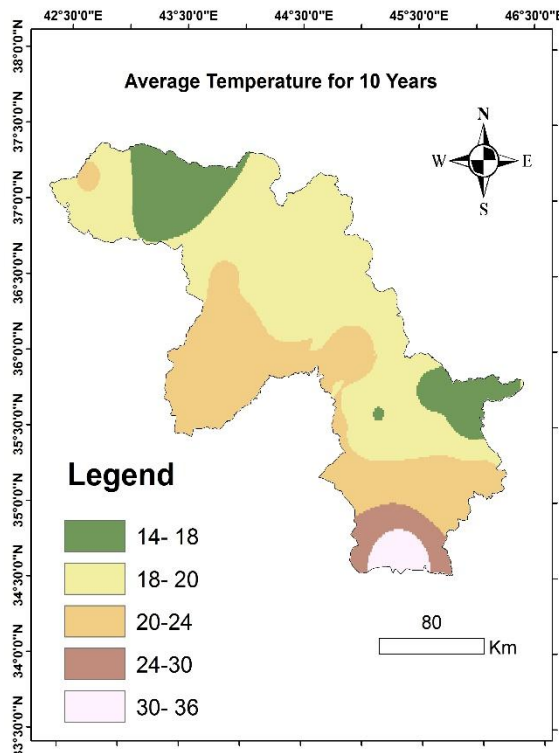 42°30'0"E 43°30'0"E 44°30'0"E 45°30'0"E 46°30'0"E
Average Temperature for 10 Years
N
W E
S
38°0'0"N
37°30'0"N
37°0'0"N
36°30'0"N
36°0'0"N
35°30'0"N
35°0'0"N
34°30'0"N
34°0'0"N
33°30'0"N
Legend
14- 18
18- 20
20-24
24-30
30- 36
80
Km